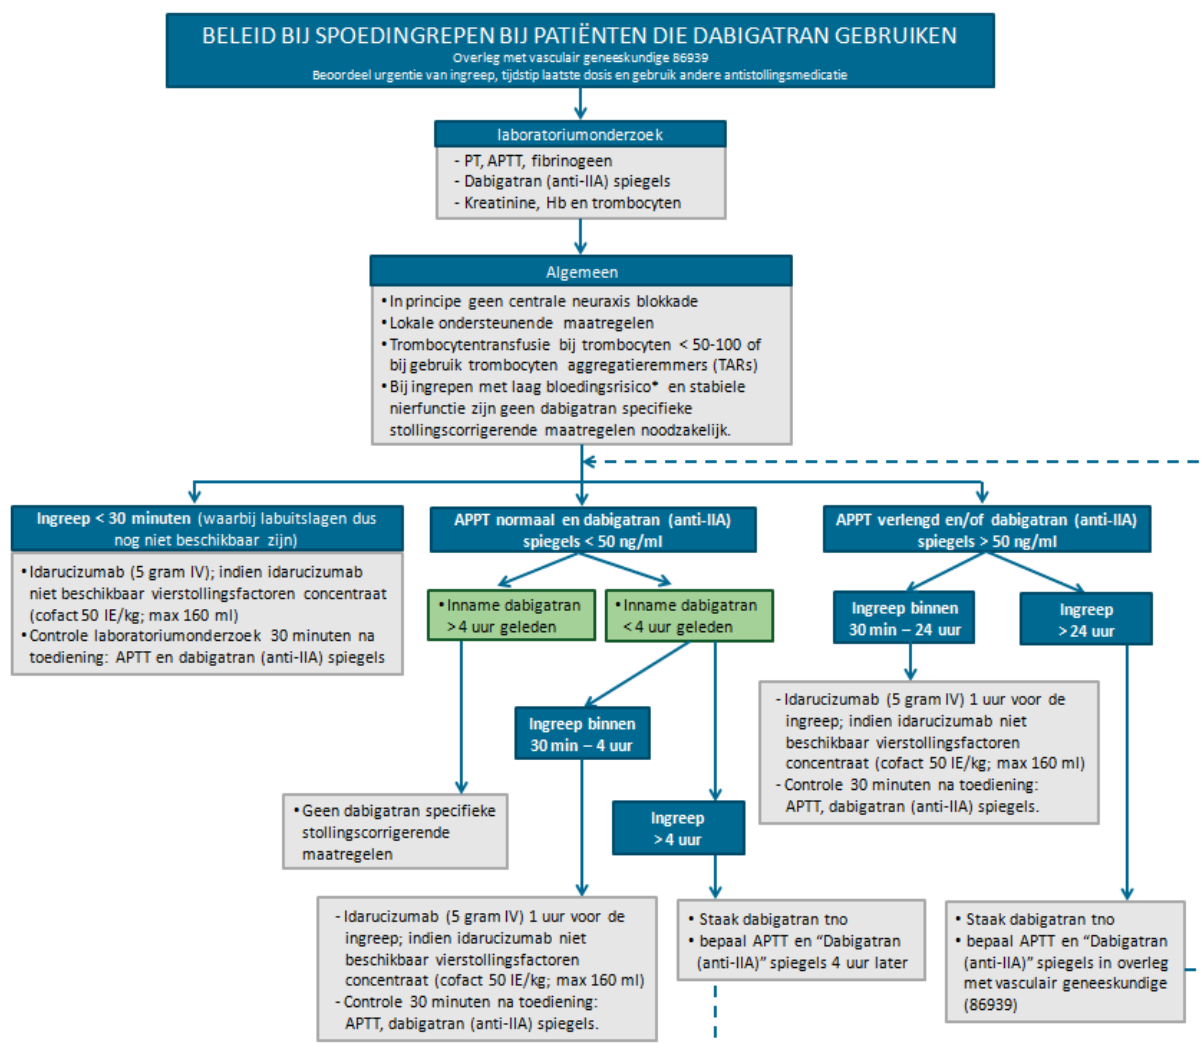 BELEID BIJ SPOEDINGREPEN BIJ PATIËNTEN DIE DABIGATRAN GEBRUIKEN
Overleg met vasculair geneeskundige 86939
Beoordeel urgentie van ingreep, tijdstip laatste dosis en gebruik andere antistollingsmedicatie
laboratoriumonderzoek
- PT, APTT, fibrinogeen
- Dabigatran (anti-IIA) spiegels
- Kreatinine, Hb en trombocyten
Algemeen
• In principe geen centrale neuraxis blokkade
• Lokale ondersteunende maatregelen
• Trombocytentransfusie bij trombocyten < 50-100 of
bij gebruik trombocyten aggregatieremmers (TARs)
• Bij ingrepen met laag bloedingsrisico* en stabiele
nierfunctie zijn geen dabigatran specifieke
stollingscorrigerende maatregelen noodzakelijk.
Ingreep < 30 minuten (waarbij labuitslagen dus
nog niet beschikbaar zijn)
• Idarucizumab (5 gram IV); indien idarucizumab
niet beschikbaar vierstollingsfactoren concentraat
(cofact 50 IE/kg; max 160 ml)
• Controle laboratoriumonderzoek 30 minuten na
toediening: APTT en dabigatran (anti-IIA) spiegels
APPT normaal en dabigatran (anti-IIA)
spiegels < 50 ng/ml
• Inname dabigatran
> 4 uur geleden
• Inname dabigatran
< 4 uur geleden
Ingreep binnen
30 min – 4 uur
• Geen dabigatran specifieke
stollingscorrigerende
maatregelen
Ingreep
> 4 uur
- Idarucizumab (5 gram IV) 1 uur voor de
ingreep; indien idarucizumab niet
beschikbaar vierstollingsfactoren
concentraat (cofact 50 IE/kg; max 160 ml)
- Controle 30 minuten na toediening:
APTT, dabigatran (anti-IIA) spiegels.
• Staak dabigatran tno
• bepaal APTT en “Dabigatran
(anti-IIA)” spiegels 4 uur later
APPT verlengd en/of dabigatran (anti-IIA)
spiegels > 50 ng/ml
Ingreep binnen
30 min – 24 uur
Ingreep
> 24 uur
- Idarucizumab (5 gram IV) 1 uur voor de
ingreep; indien idarucizumab niet
beschikbaar vierstollingsfactoren
concentraat (cofact 50 IE/kg; max 160 ml)
- Controle 30 minuten na toediening:
APTT, dabigatran (anti-IIA) spiegels.
• Staak dabigatran tno
• bepaal APTT en “Dabigatran
(anti-IIA)” spiegels in overleg
met vasculair geneeskundige
(86939)